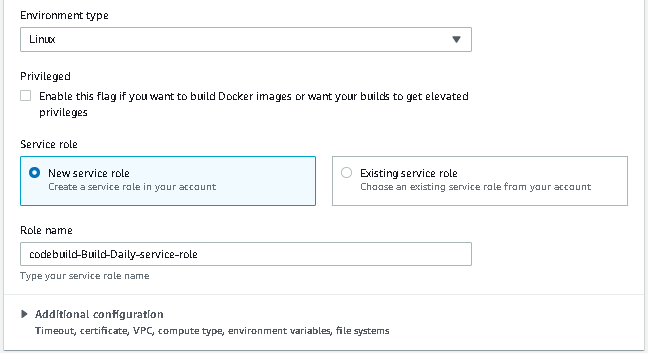 Environment type
Linux
Privileged
Enable this flag if you want to build Docker images or want your builds to get elevated
privileges
Service role
New service role
Create a service role in your account
Existing service role
Choose an existing service role from your account
Role name
codebuild-Build-Daily-service-role
Type your service role name
Additional configuration
Timeout, certificate, VPC, compute type, environment variables, file systems